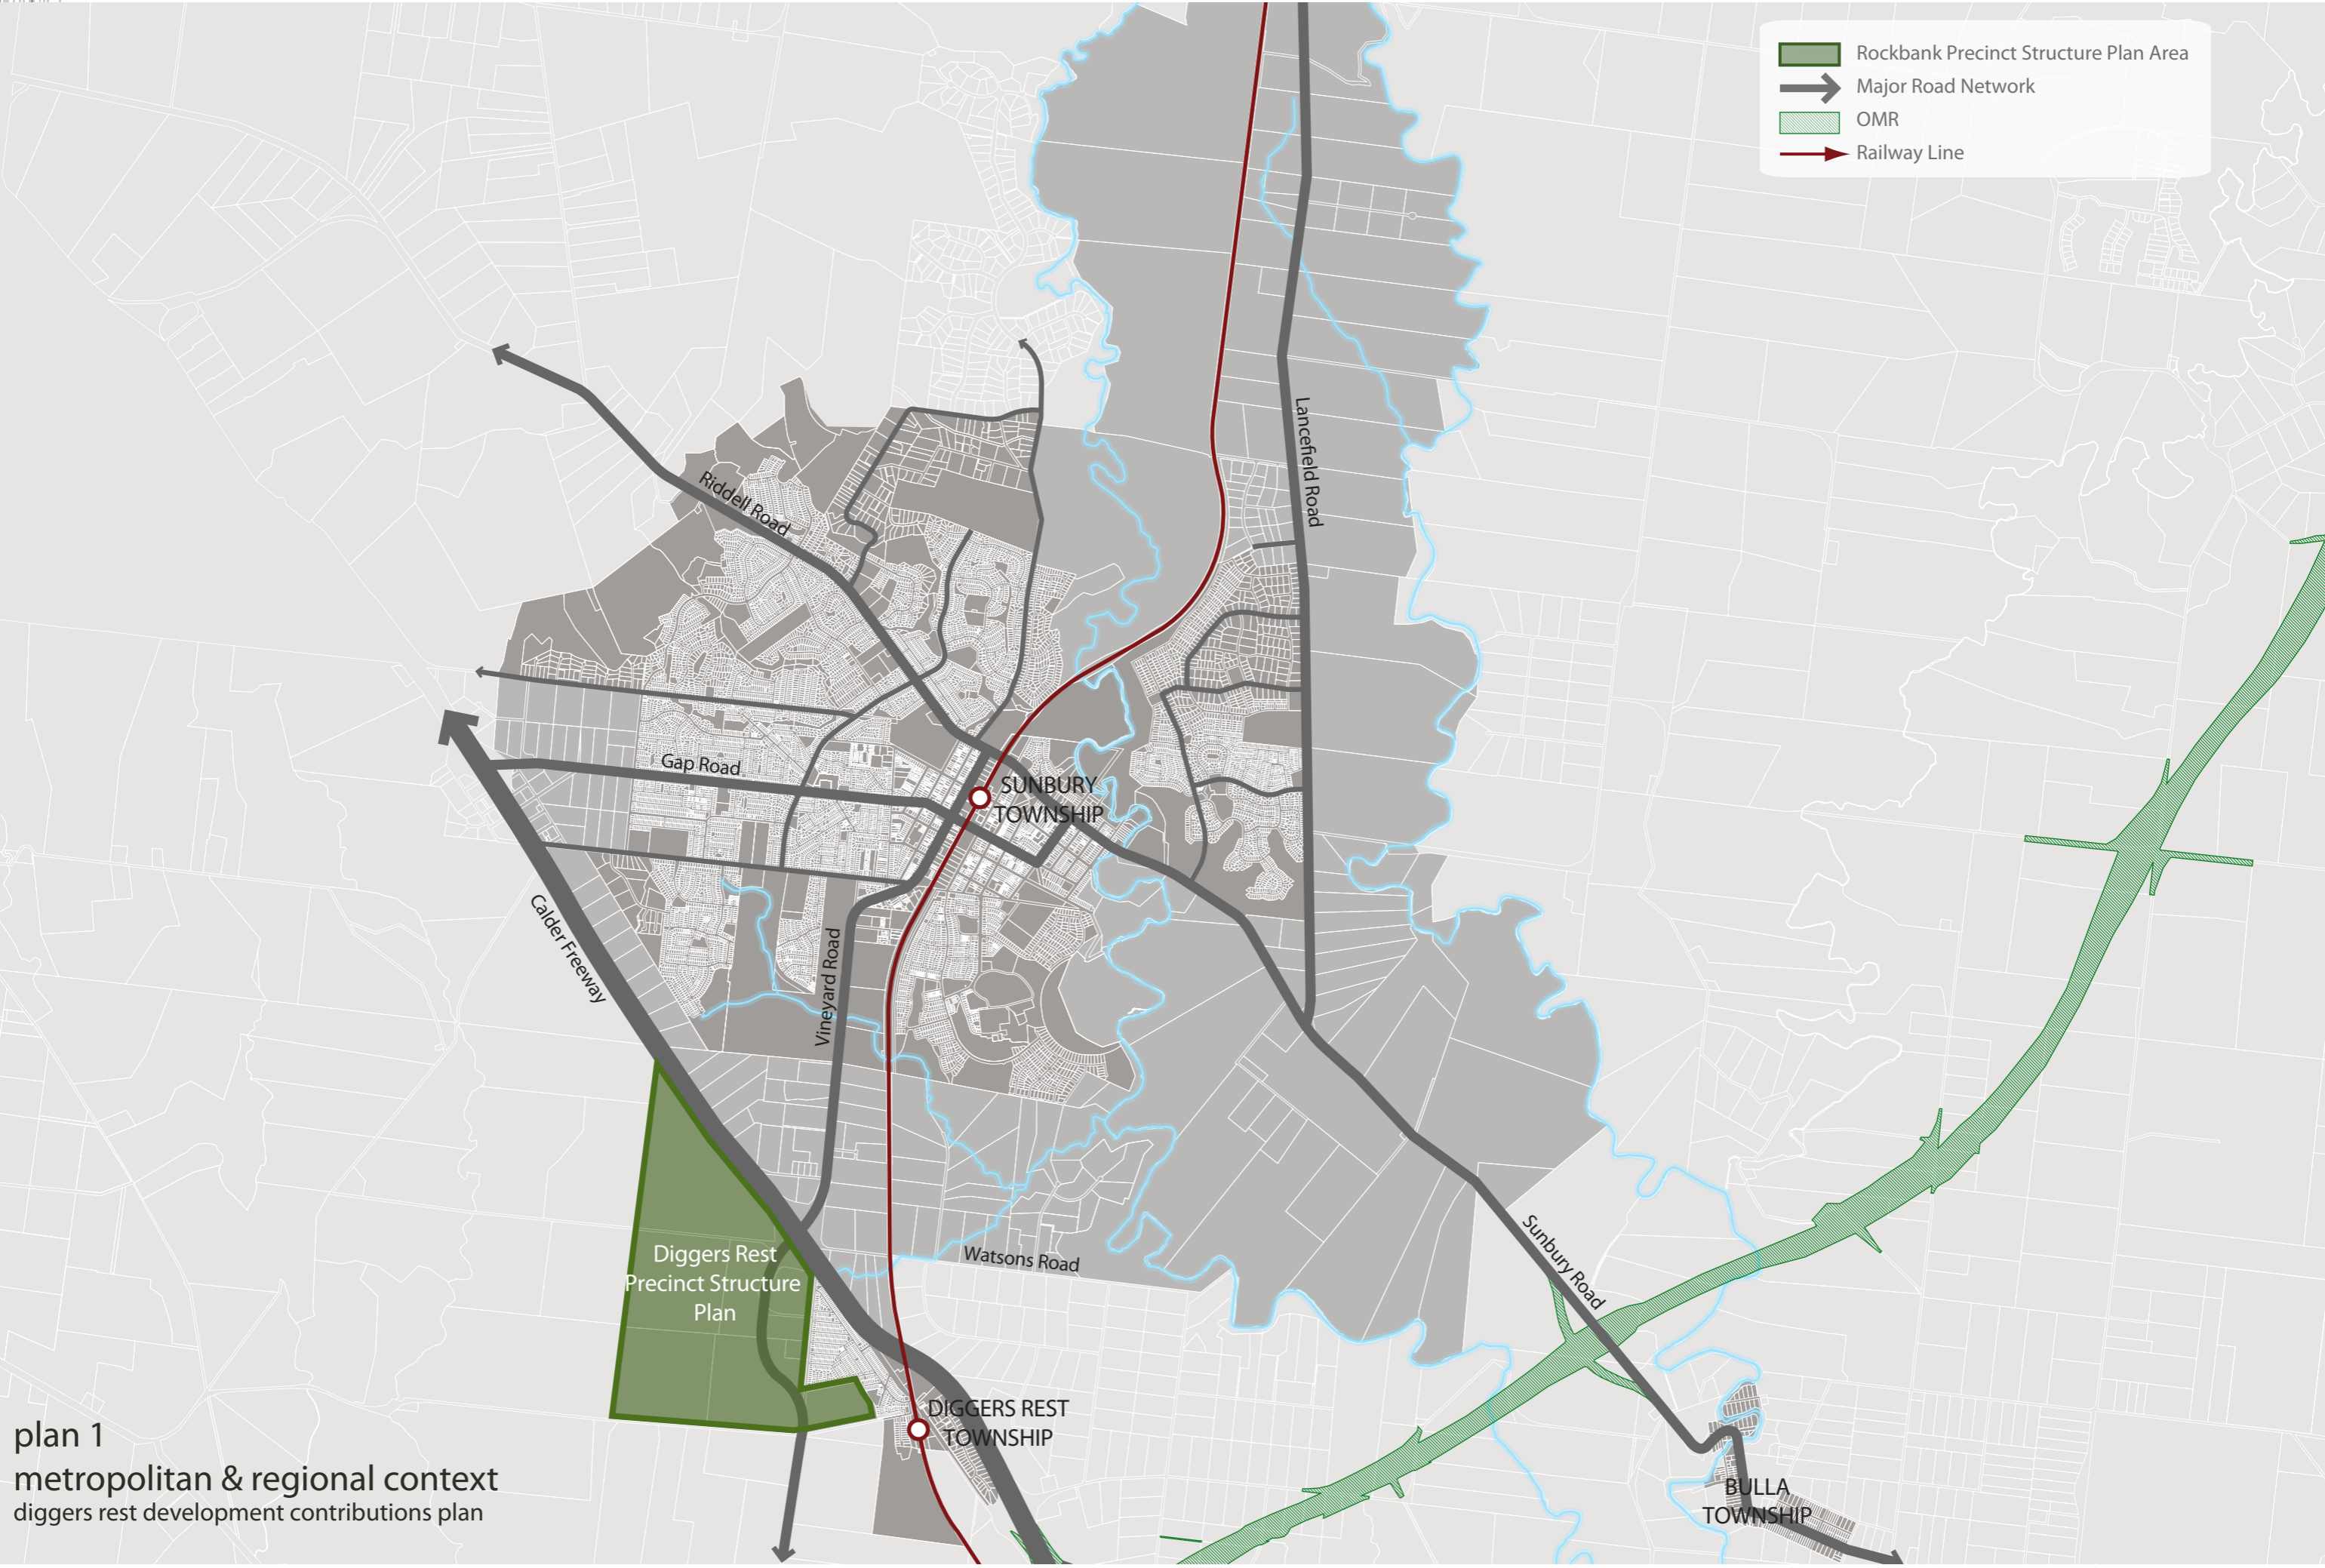 Rockbank Precinct Structure Plan Area
Major Road Network
OMR
Railway Line
Lancefield Road
Riddell Road
Gap Road
SUNBURY
TOWNSHIP
Calder Freeway
Vineyard Road
Watsons Road
Sunbury Road
Diggers Rest
Precinct Structure
Plan
DIGGERS REST
TOWNSHIP
BULLA
TOWNSHIP
plan 1
metropolitan & regional context
diggers rest development contributions plan